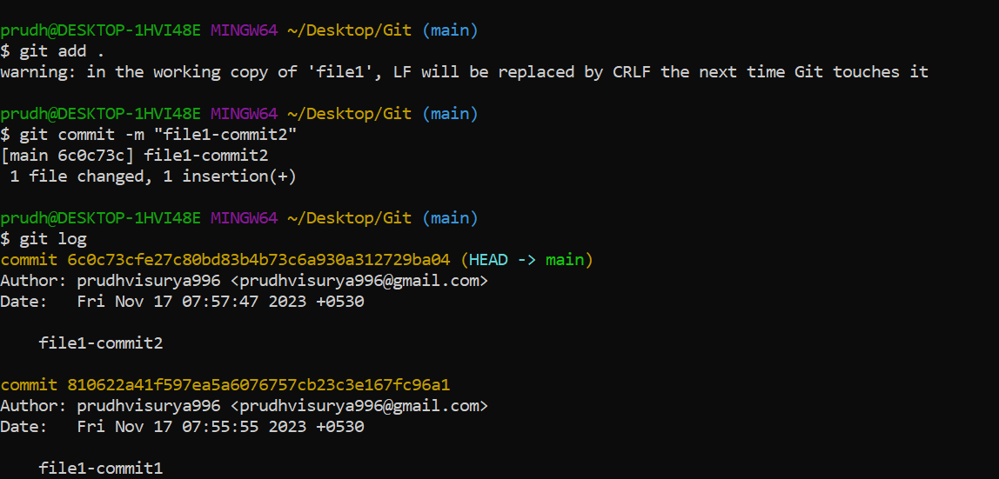 prudh@DESKTOP-1HVI48E MINGW64 ~/Desktop/Git (main)
$ git add .
warning: in the working copy of 'file1', LF will be replaced by CRLF the next time Git touches it
prudh@DESKTOP-1HVI48E MINGW64 ~/Desktop/Git (main)
$ git commit -m "file1-commit2"
[main 6c0c73c] file1-commit2
 1 file changed, 1 insertion(+)
prudh@DESKTOP-1HVI48E MINGW64 ~/Desktop/Git (main)
$ git log
commit 6c0c73cfe27c80bd83b4b73c6a930a312729ba04 (HEAD -> main)
Author: prudhvisurya996 <prudhvisurya996@gmail.com>
Date:   Fri Nov 17 07:57:47 2023 +0530
    file1-commit2
commit 810622a41f597ea5a6076757cb23c3e167fc96a1
Author: prudhvisurya996 <prudhvisurya996@gmail.com>
Date:   Fri Nov 17 07:55:55 2023 +0530
    file1-commit1